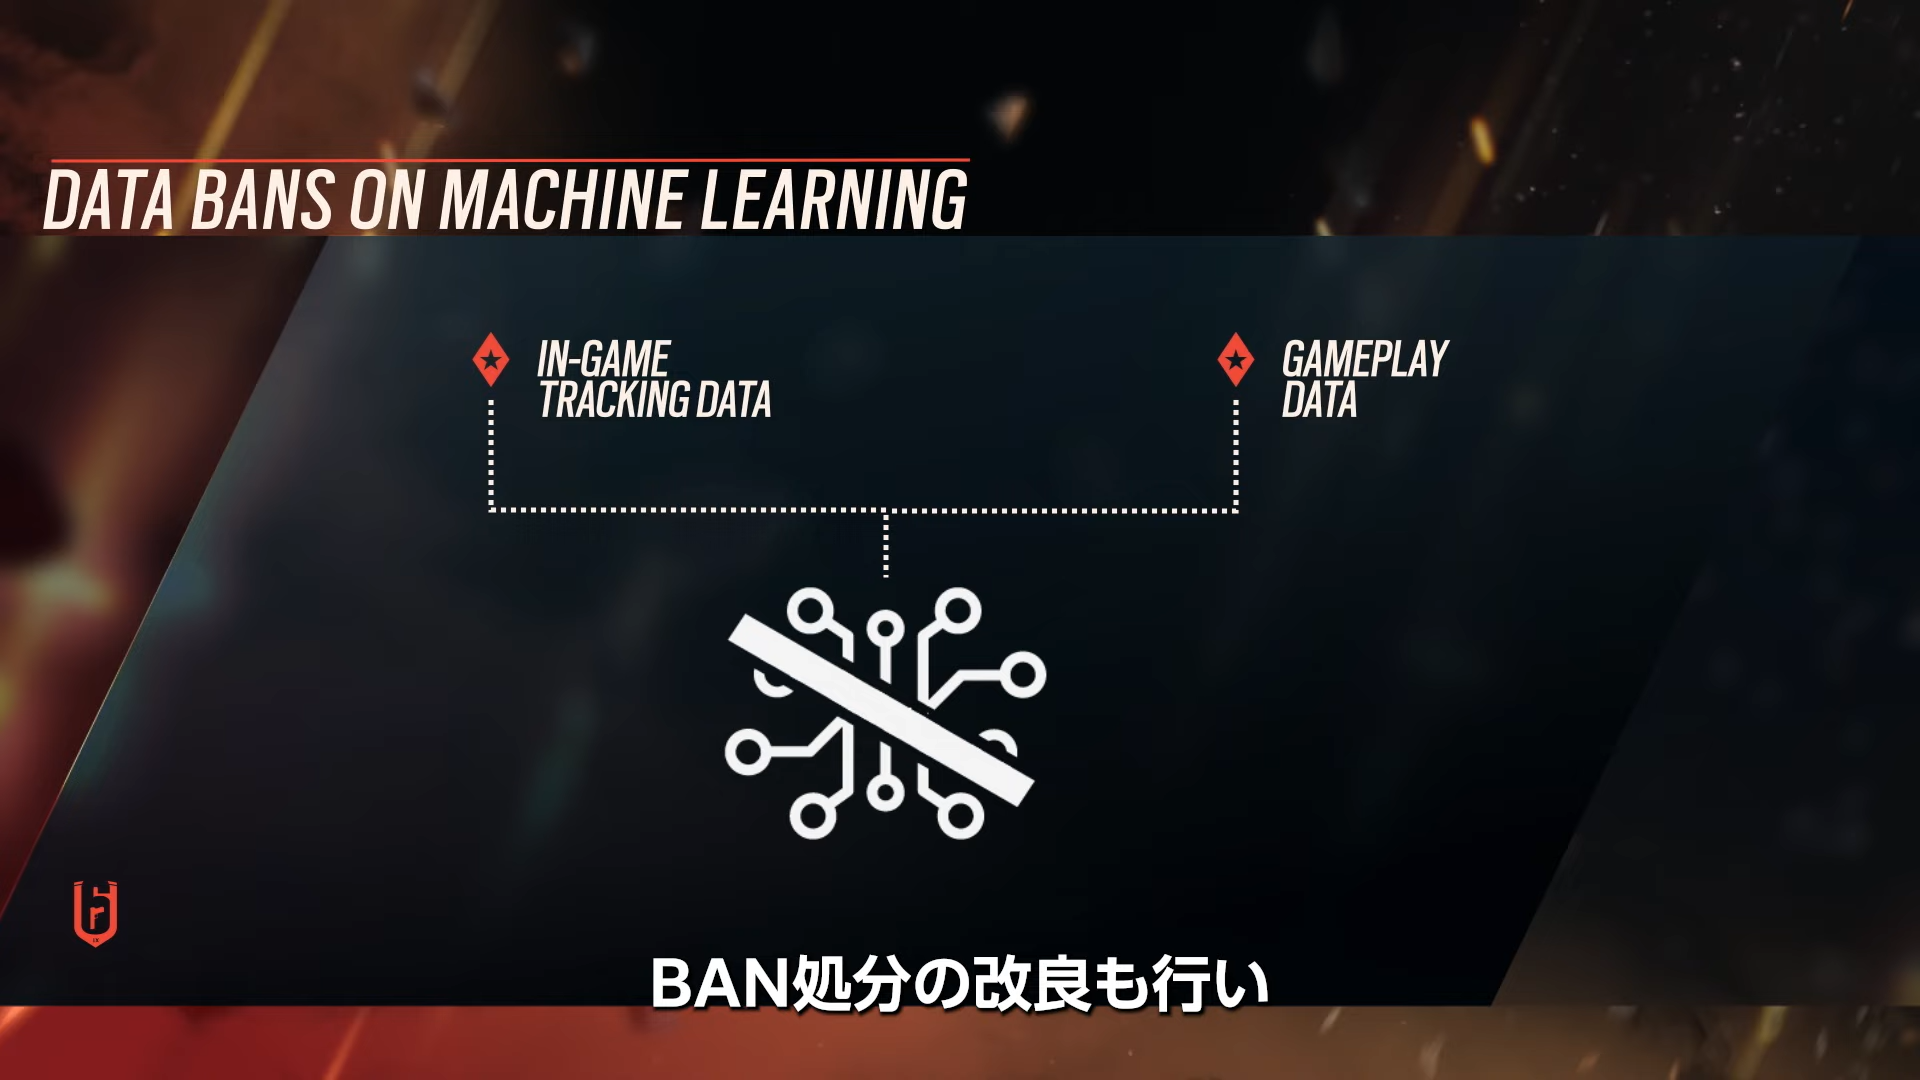 DATA BANS ON MACHINE LEARNING
IN-GAME
TRACKING DATA
GAMEPLAY
DATA
BAN処分の改良も行い